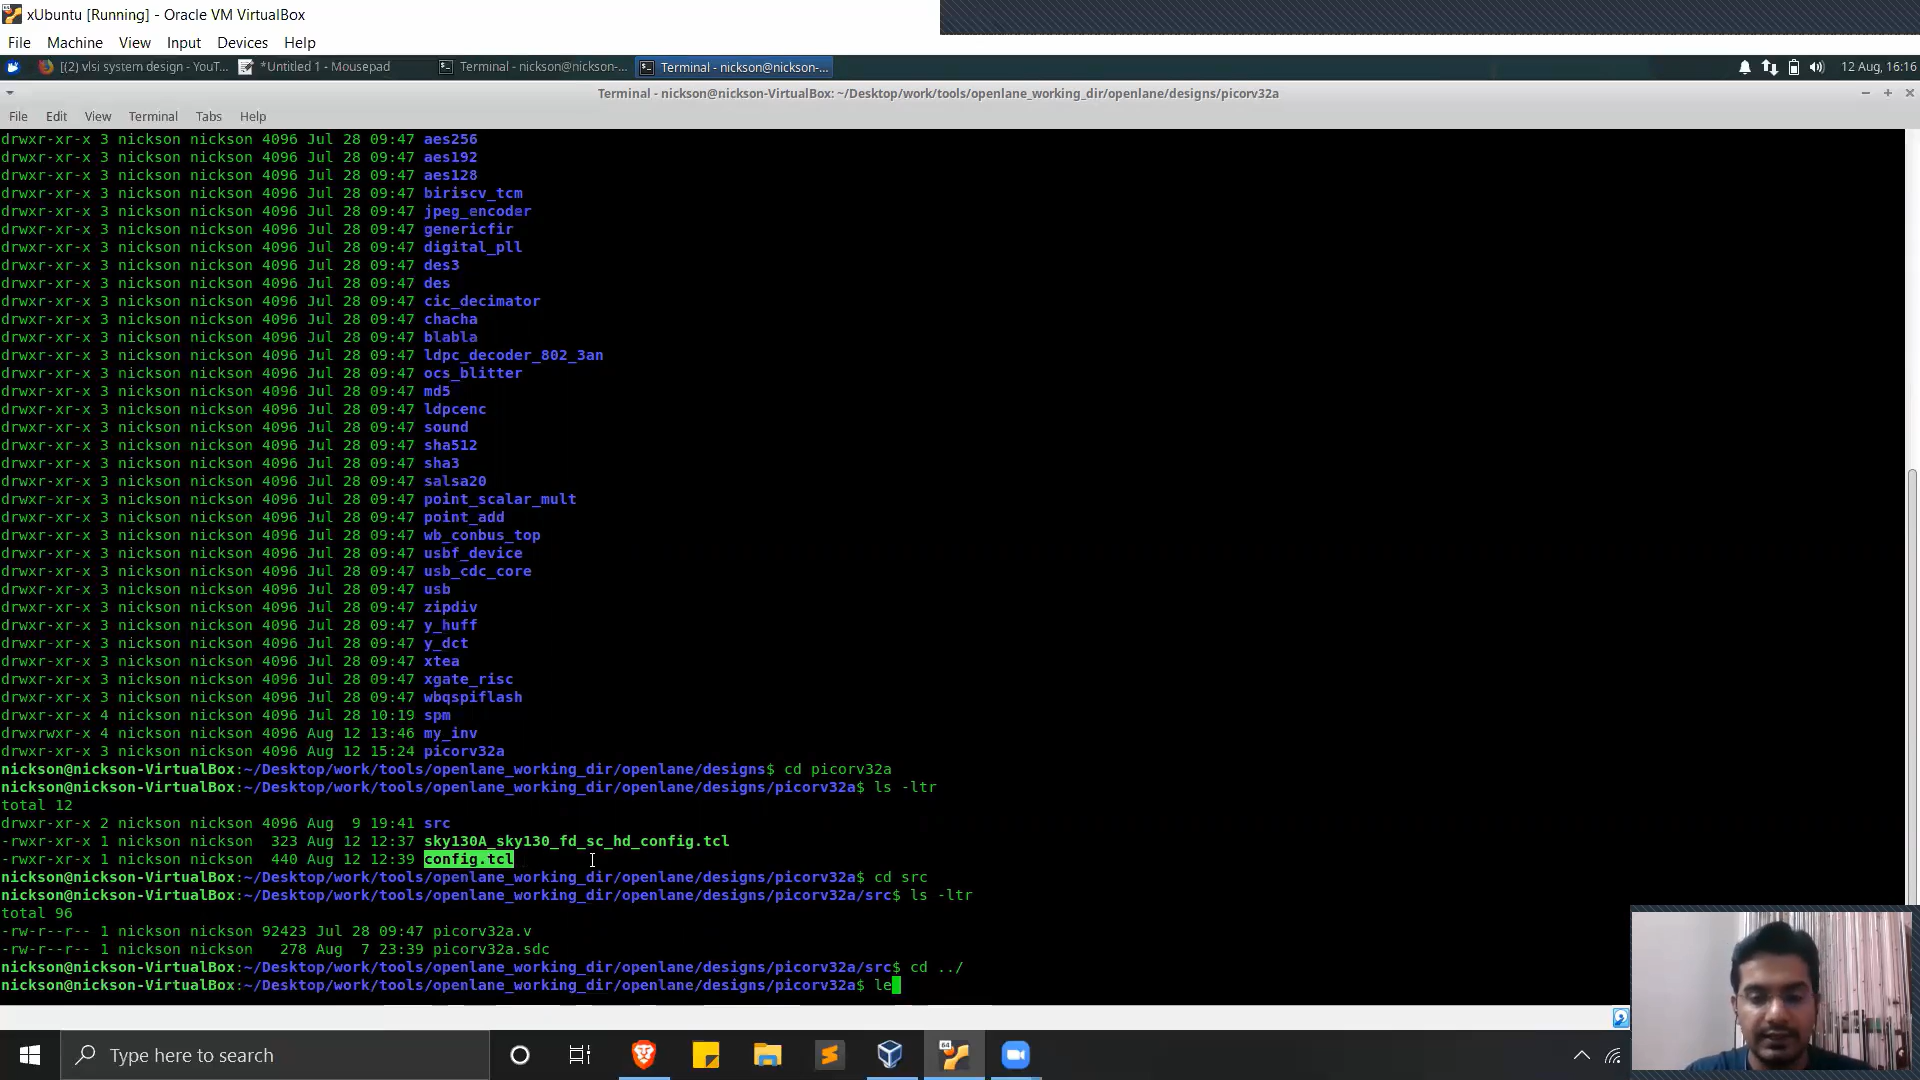 xUbuntu [Running] - Oracle VM VirtualBox
File Machine View Input Devices Help
[(2) vlsi system design - YouT... *Untitled 1 - Mousepad Terminal - nickson@nickson-... Terminal - nickson@nickson-... 12 Aug, 16:16
Terminal - nickson@nickson-VirtualBox: ~/Desktop/work/tools/openlane_working_dir/openlane/designs/picorv32a
File Edit View Terminal Tabs Help
drwxr-xr-x 3 nickson nickson 4096 Jul 28 09:47 aes256
drwxr-xr-x 3 nickson nickson 4096 Jul 28 09:47 aes192
drwxr-xr-x 3 nickson nickson 4096 Jul 28 09:47 aes128
drwxr-xr-x 3 nickson nickson 4096 Jul 28 09:47 biriscv_tcm
drwxr-xr-x 3 nickson nickson 4096 Jul 28 09:47 jpeg_encoder
drwxr-xr-x 3 nickson nickson 4096 Jul 28 09:47 genericfir
drwxr-xr-x 3 nickson nickson 4096 Jul 28 09:47 digital_pll
drwxr-xr-x 3 nickson nickson 4096 Jul 28 09:47 des3
drwxr-xr-x 3 nickson nickson 4096 Jul 28 09:47 des
drwxr-xr-x 3 nickson nickson 4096 Jul 28 09:47 cic_decimator
drwxr-xr-x 3 nickson nickson 4096 Jul 28 09:47 chacha
drwxr-xr-x 3 nickson nickson 4096 Jul 28 09:47 blabla
drwxr-xr-x 3 nickson nickson 4096 Jul 28 09:47 ldpc_decoder_802_3an
drwxr-xr-x 3 nickson nickson 4096 Jul 28 09:47 ocs_blitter
drwxr-xr-x 3 nickson nickson 4096 Jul 28 09:47 md5
drwxr-xr-x 3 nickson nickson 4096 Jul 28 09:47 ldpcenc
drwxr-xr-x 3 nickson nickson 4096 Jul 28 09:47 sound
drwxr-xr-x 3 nickson nickson 4096 Jul 28 09:47 sha512
drwxr-xr-x 3 nickson nickson 4096 Jul 28 09:47 sha3
drwxr-xr-x 3 nickson nickson 4096 Jul 28 09:47 salsa20
drwxr-xr-x 3 nickson nickson 4096 Jul 28 09:47 point_scalar_mult
drwxr-xr-x 3 nickson nickson 4096 Jul 28 09:47 point_add
drwxr-xr-x 3 nickson nickson 4096 Jul 28 09:47 wb_conbus_top
drwxr-xr-x 3 nickson nickson 4096 Jul 28 09:47 usbf_device
drwxr-xr-x 3 nickson nickson 4096 Jul 28 09:47 usb_cdc_core
drwxr-xr-x 3 nickson nickson 4096 Jul 28 09:47 usb
drwxr-xr-x 3 nickson nickson 4096 Jul 28 09:47 zipdiv
drwxr-xr-x 3 nickson nickson 4096 Jul 28 09:47 y_huff
drwxr-xr-x 3 nickson nickson 4096 Jul 28 09:47 y_dct
drwxr-xr-x 3 nickson nickson 4096 Jul 28 09:47 xtea
drwxr-xr-x 3 nickson nickson 4096 Jul 28 09:47 xgate_risc
drwxr-xr-x 3 nickson nickson 4096 Jul 28 09:47 wbqspiflash
drwxr-xr-x 4 nickson nickson 4096 Jul 28 10:19 spm
drwxrwxr-x 4 nickson nickson 4096 Aug 12 13:46 my_inv
drwxr-xr-x 3 nickson nickson 4096 Aug 12 15:24 picorv32a
nickson@nickson-VirtualBox:~/Desktop/work/tools/openlane_working_dir/openlane/designs$ cd picorv32a
nickson@nickson-VirtualBox:~/Desktop/work/tools/openlane_working_dir/openlane/designs/picorv32a$ ls -ltr
total 12
drwxr-xr-x 2 nickson nickson 4096 Aug  9 19:41 src
-rwxr-xr-x 1 nickson nickson  323 Aug 12 12:37 sky130A_sky130_fd_sc_hd_config.tcl
-rwxr-xr-x 1 nickson nickson  440 Aug 12 12:39 config.tcl
nickson@nickson-VirtualBox:~/Desktop/work/tools/openlane_working_dir/openlane/designs/picorv32a$ cd src
nickson@nickson-VirtualBox:~/Desktop/work/tools/openlane_working_dir/openlane/designs/picorv32a/src$ ls -ltr
total 96
-rw-r--r-- 1 nickson nickson 92423 Jul 28 09:47 picorv32a.v
-rw-r--r-- 1 nickson nickson   278 Aug  7 23:39 picorv32a.sdc
nickson@nickson-VirtualBox:~/Desktop/work/tools/openlane_working_dir/openlane/designs/picorv32a/src$ cd ../
nickson@nickson-VirtualBox:~/Desktop/work/tools/openlane_working_dir/openlane/designs/picorv32a$ le
Type here to search